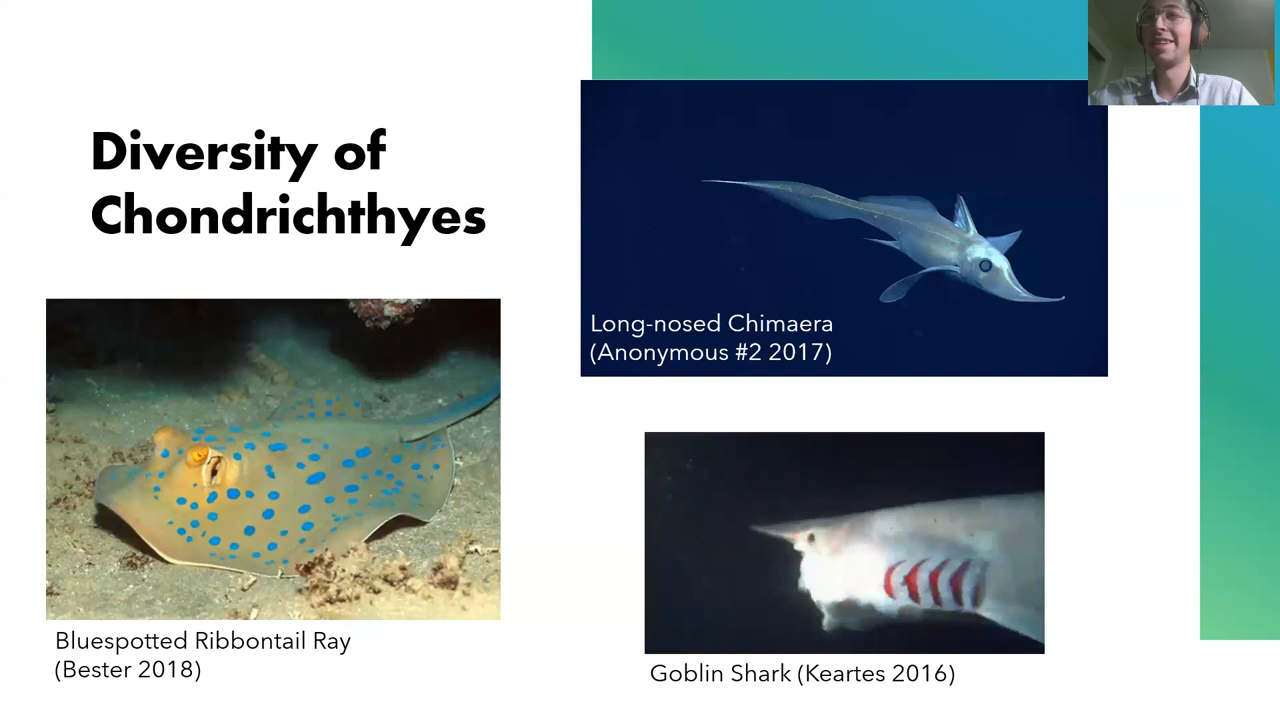 Diversity of
Chondrichthyes
Long-nosed Chimaera
(Anonymous #2 2017)
Bluespotted Ribbontail Ray
(Bester 2018)
Goblin Shark (Keartes 2016)